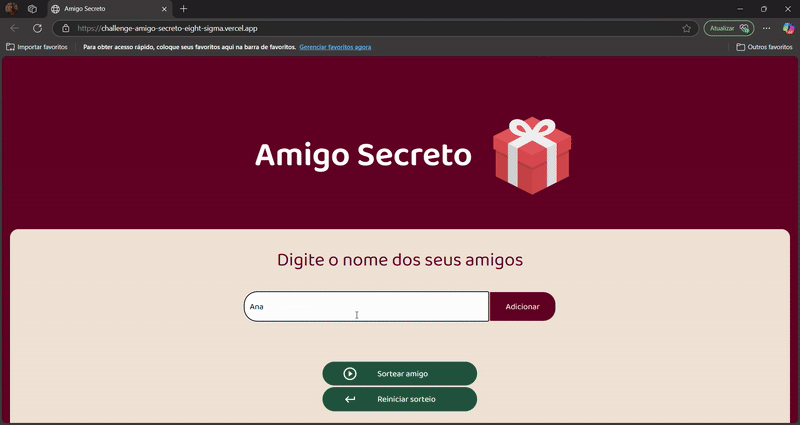 Amigo Secreto
https://challenge-amigo-secreto-eight-sigma.vercel.app
Atualizar
Importar favoritos
Para obter acesso rápido, coloque seus favoritos aqui na barra de favoritos. Gerenciar favoritos agora
Outros favoritos
Amigo Secreto
Digite o nome dos seus amigos
Ana
Adicionar
Sortear amigo
Reiniciar sorteio